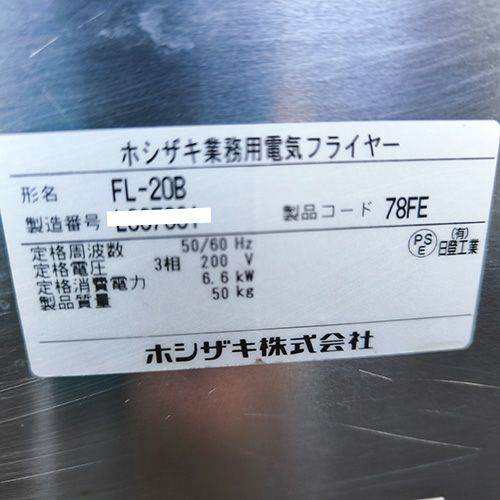 ホシザキ業務用電気フライヤー
形名 FL-20B
製造番号
製品コード 78FE
定格周波数 50/60 Hz
定格電圧 3相 200 V
定格消費電力 6.6 kW
製品質量 50 kg
PSE (有)日登工業
ホシザキ株式会社